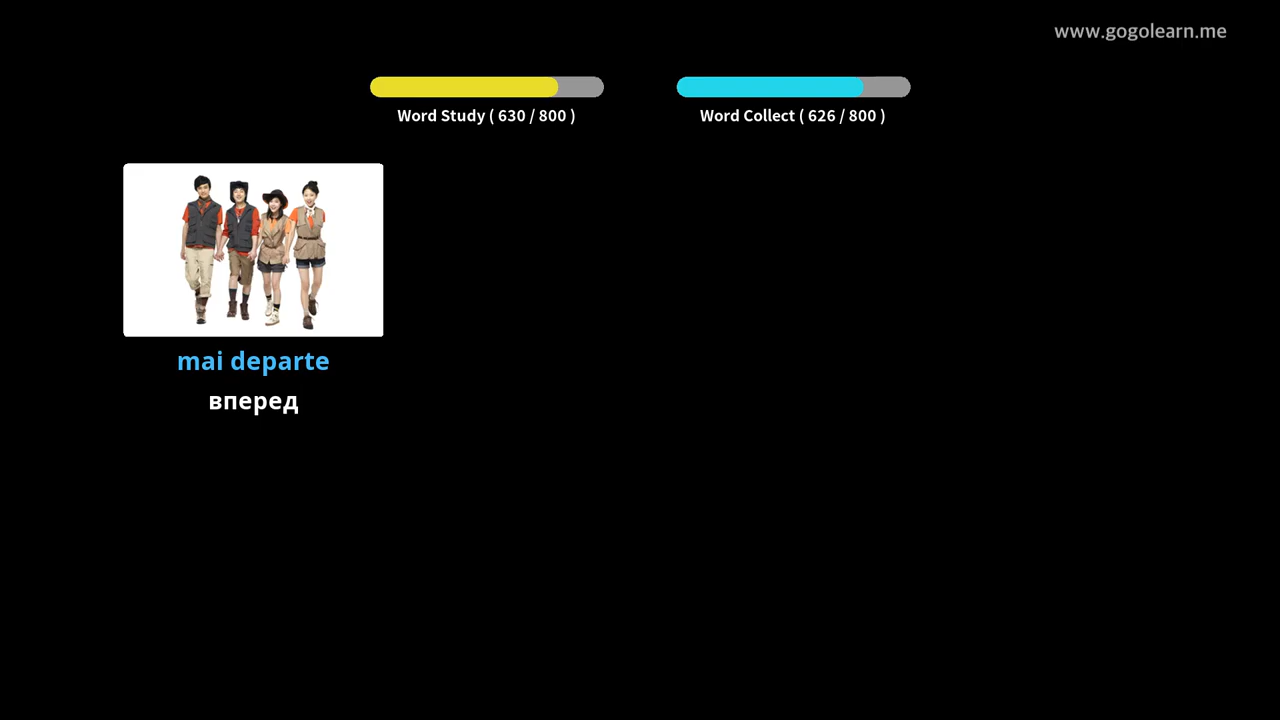 www.gogolearn.me
Word Study ( 630 / 800 )
Word Collect ( 626 / 800 )
mai departe
вперед